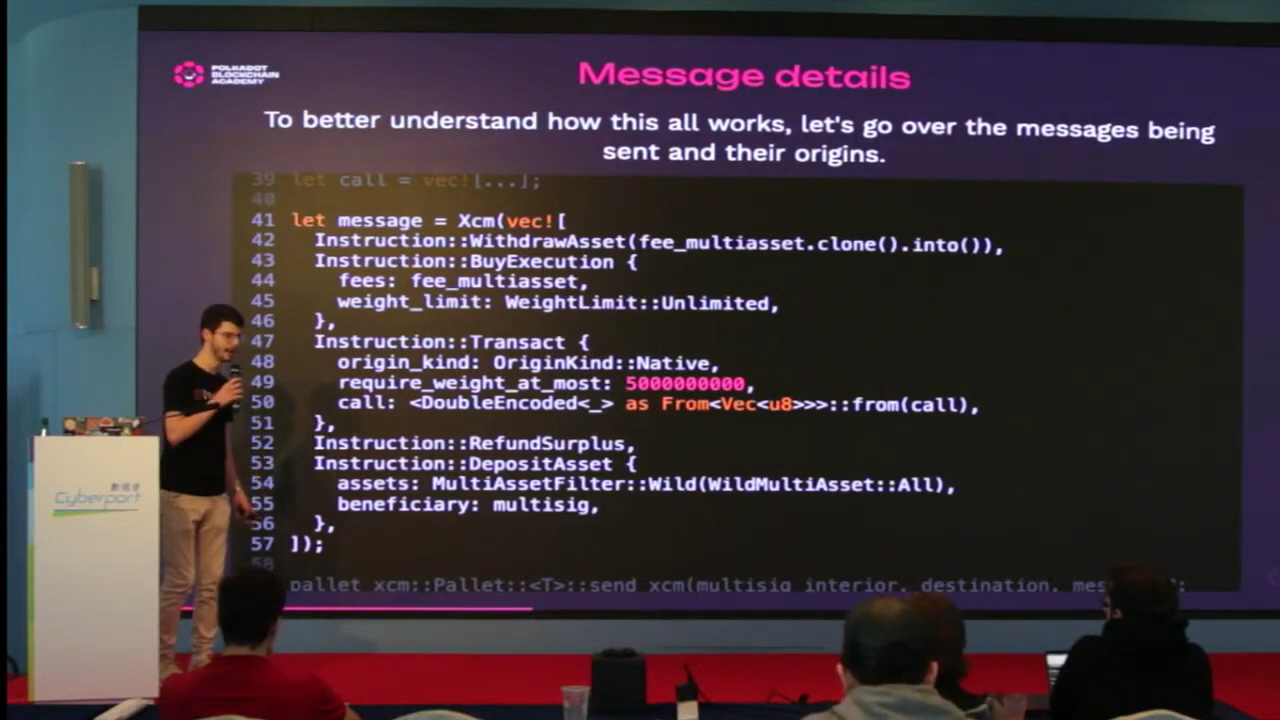 POLKADOT
BLOCKCHAIN
ACADEMY
Message details
To better understand how this all works, let's go over the messages being
sent and their origins.
39 let call = vec![...];
40
41 let message = Xcm(vec![
42 Instruction::WithdrawAsset(fee_multiasset.clone().into()),
43 Instruction::BuyExecution {
44 fees: fee_multiasset,
45 weight_limit: WeightLimit::Unlimited,
46 },
47 Instruction::Transact {
48 origin_kind: OriginKind::Native,
49 require_weight_at_most: 5000000000,
50 call: <DoubleEncoded<_> as From<Vec<u8>>>::from(call),
51 },
52 Instruction::RefundSurplus,
53 Instruction::DepositAsset {
54 assets: MultiAssetFilter::Wild(WildMultiAsset::All),
55 beneficiary: multisig,
56 },
57 ]);
58
pallet_xcm::Pallet::<T>::send_xcm(multisig_interior, destination,
數碼港
Cyberport